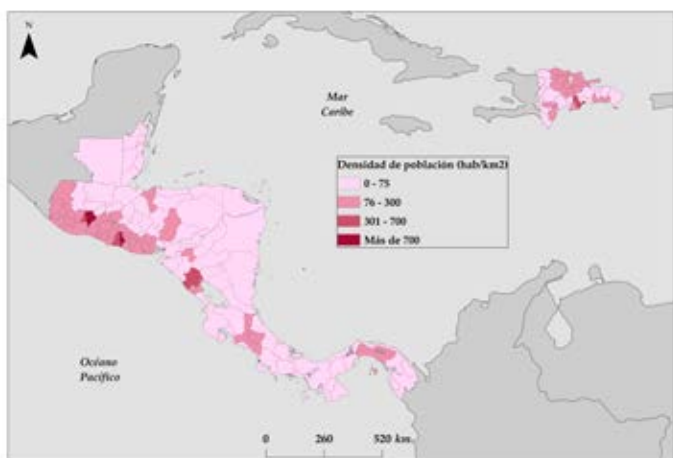 N
Mar
Caribe
Densidad de población (hab/km2)
0 - 75
76 - 300
301 - 700
Más de 700
Océano
Pacífico
0 260 520 km.